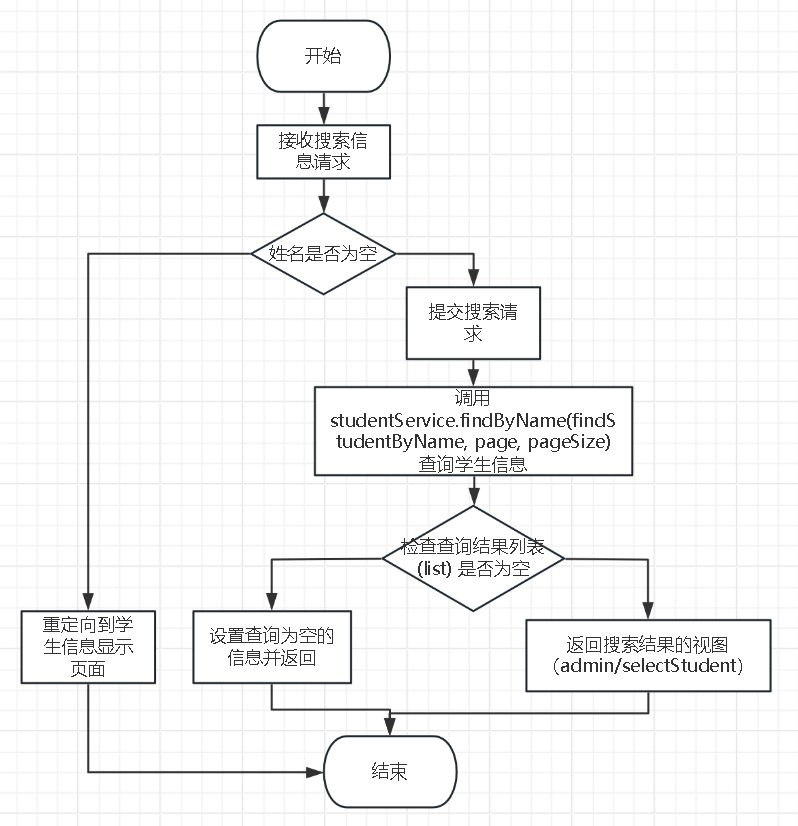 开始
接收搜索信
息请求
姓名是否为空
提交搜索请
求
调用
studentService.findByName(findS
tudentByName, page, pageSize)
查询学生信息
检查查询结果列表
(list) 是否为空
重定向到学
生信息显示
页面
设置查询为空的
信息并返回
返回搜索结果的视图
（admin/selectStudent）
结束